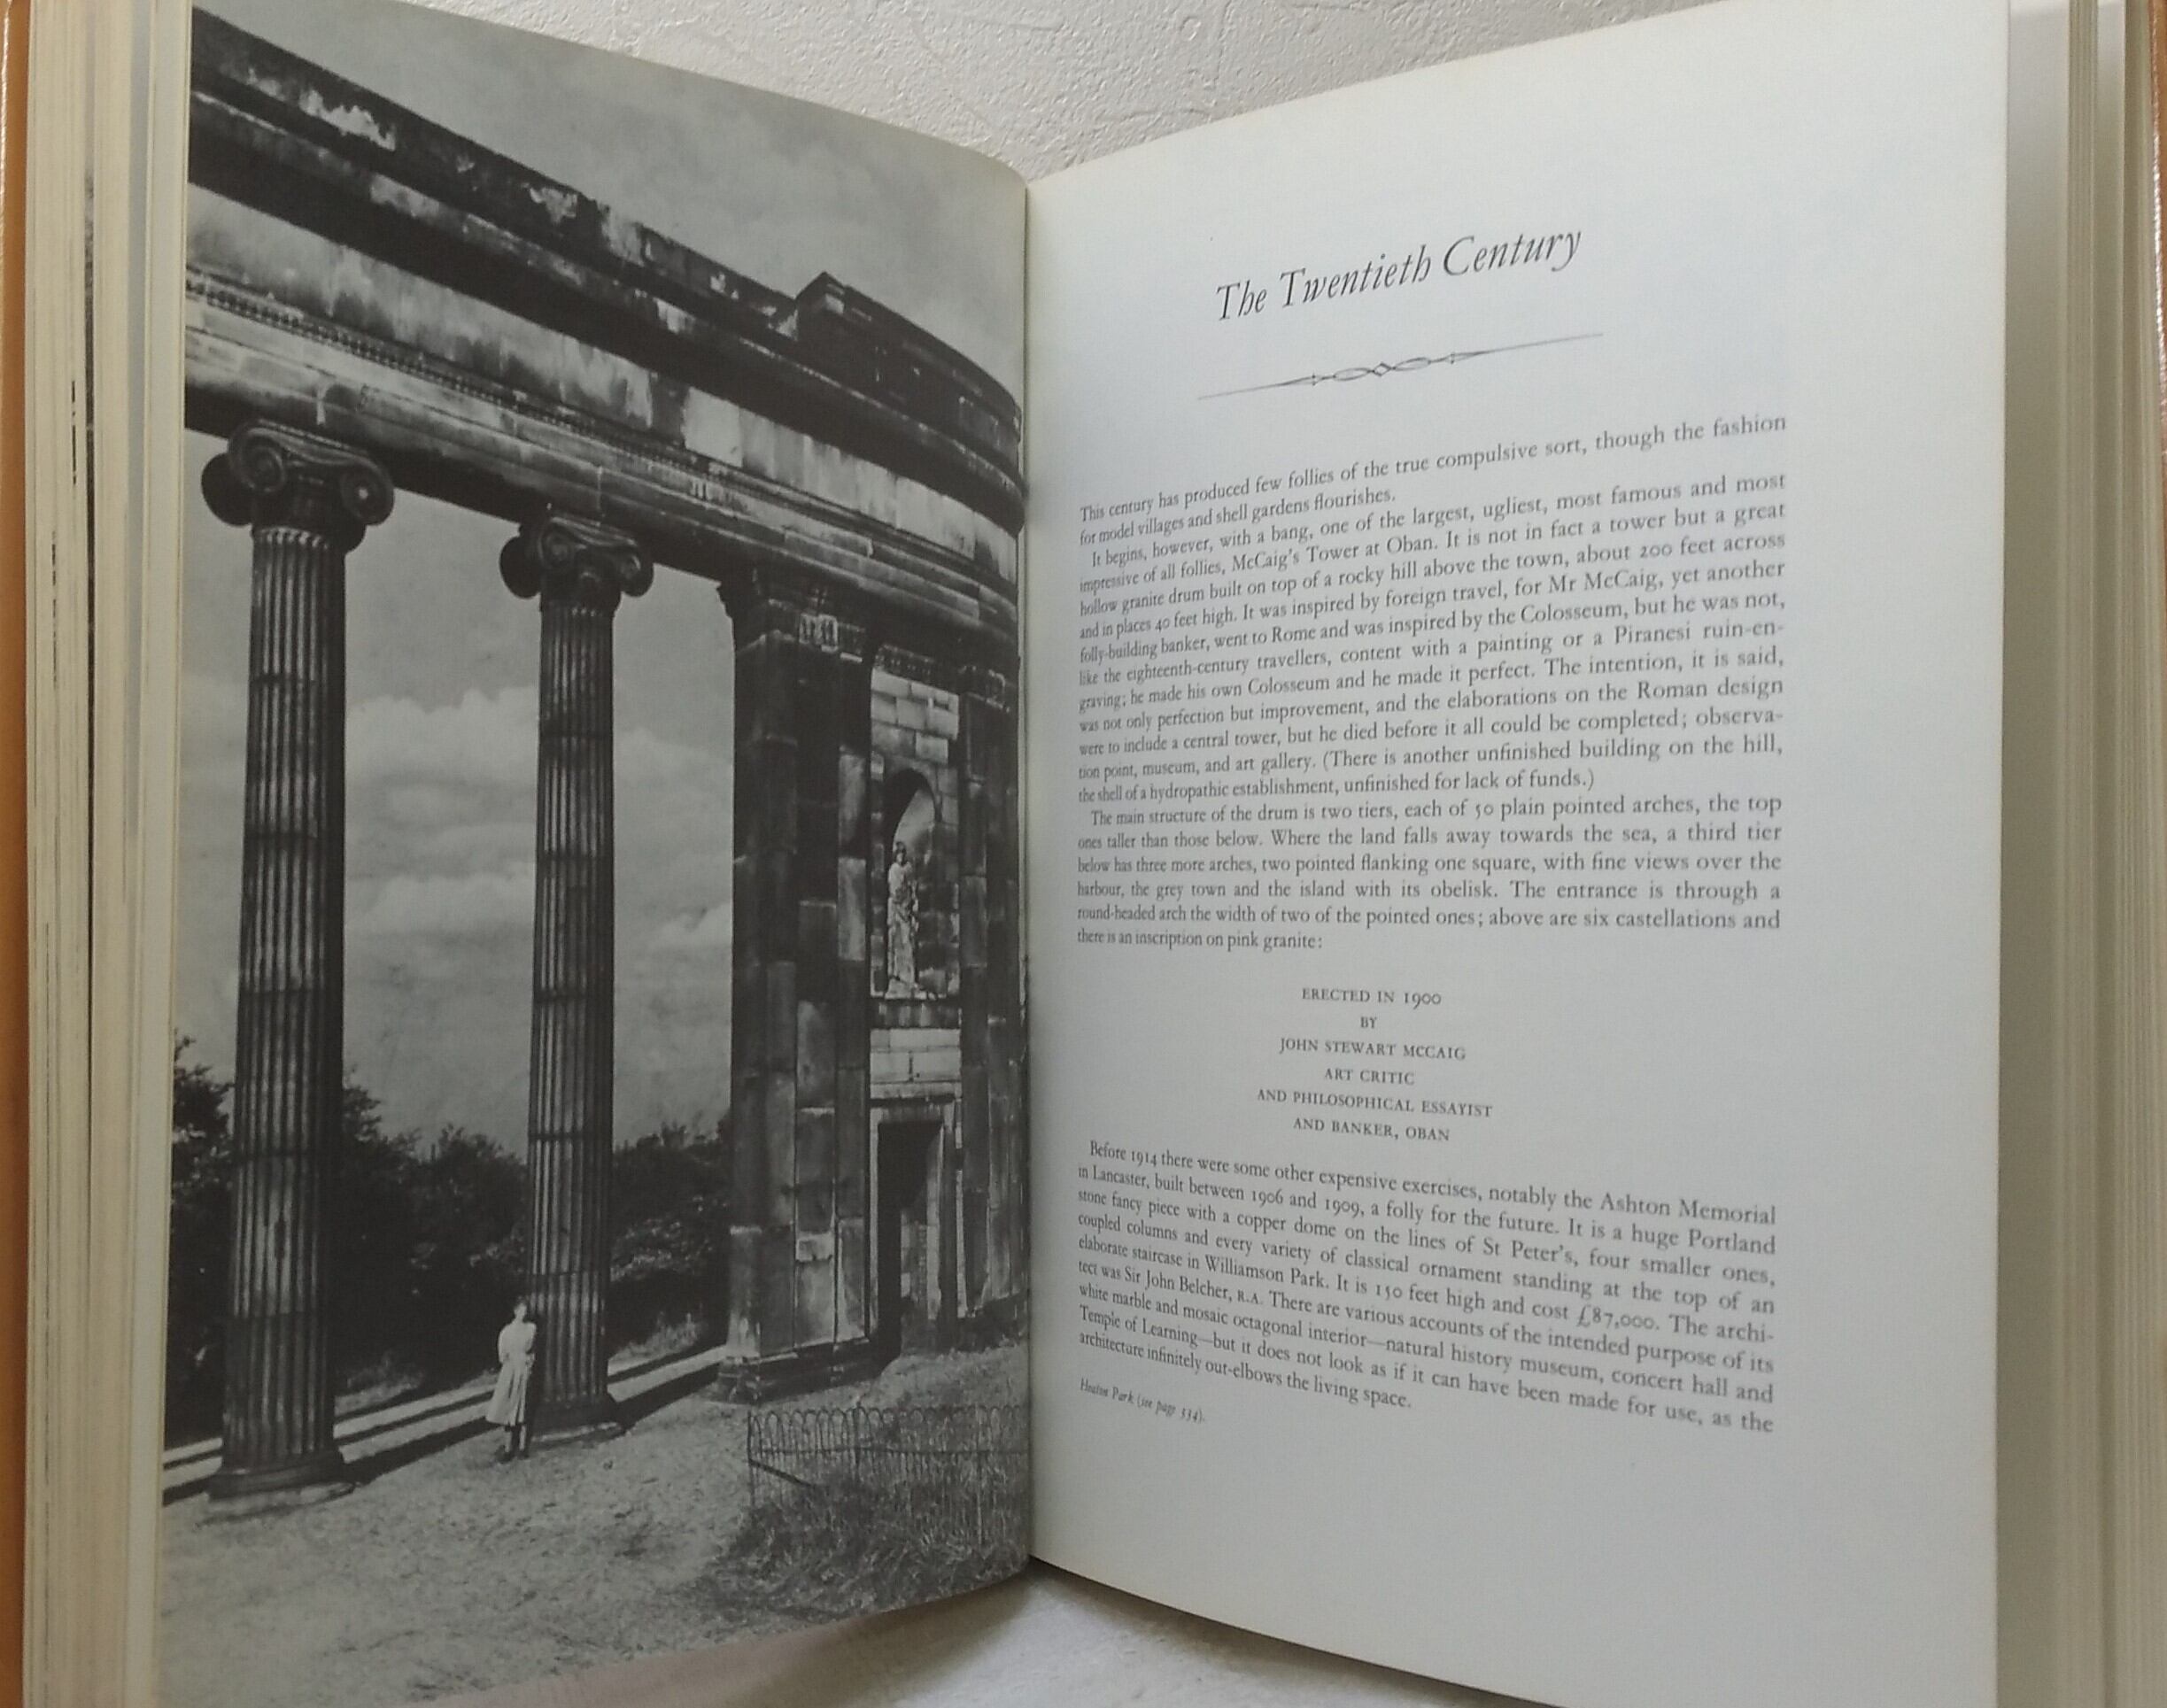 The Twentieth Century
This century has produced few follies of the true compulsive sort, though the fashion
for model villages and shell gardens flourishes.
It begins, however, with a bang, one of the largest, ugliest, most famous and most
impressive of all follies, McCaig's Tower at Oban. It is not in fact a tower but a great
hollow granite drum built on top of a rocky hill above the town, about 200 feet across
and in places 40 feet high. It was inspired by foreign travel, for Mr McCaig, yet another
folly-building banker, went to Rome and was inspired by the Colosseum, but he was not,
like the eighteenth-century travellers, content with a painting or a Piranesi ruin-en-
graving; he made his own Colosseum and he made it perfect. The intention, it is said,
was not only perfection but improvement, and the elaborations on the Roman design
were to include a central tower, but he died before it all could be completed; observa-
tion point, museum, and art gallery. (There is another unfinished building on the hill,
the shell of a hydropathic establishment, unfinished for lack of funds.)
The main structure of the drum is two tiers, each of 50 plain pointed arches, the top
ones taller than those below. Where the land falls away towards the sea, a third tier
below has three more arches, two pointed flanking one square, with fine views over the
harbour, the grey town and the island with its obelisk. The entrance is through a
round-headed arch the width of two of the pointed ones; above are six castellations and
there is an inscription on pink granite:
ERECTED IN 1900
BY
JOHN STEWART MCCAIG
ART CRITIC
AND PHILOSOPHICAL ESSAYIST
AND BANKER, OBAN
Before 1914 there were some other expensive exercises, notably the Ashton Memorial
in Lancaster, built between 1906 and 1909, a folly for the future. It is a huge Portland
stone fancy piece with a copper dome on the lines of St Peter's, four smaller ones,
coupled columns and every variety of classical ornament standing at the top of an
elaborate staircase in Williamson Park. It is 150 feet high and cost £87,000. The archi-
tect was Sir John Belcher, R.A. There are various accounts of the intended purpose of its
white marble and mosaic octagonal interior—natural history museum, concert hall and
Temple of Learning—but it does not look as if it can have been made for use, as the
architecture infinitely out-elbows the living space.
Heaton Park (see page 334).